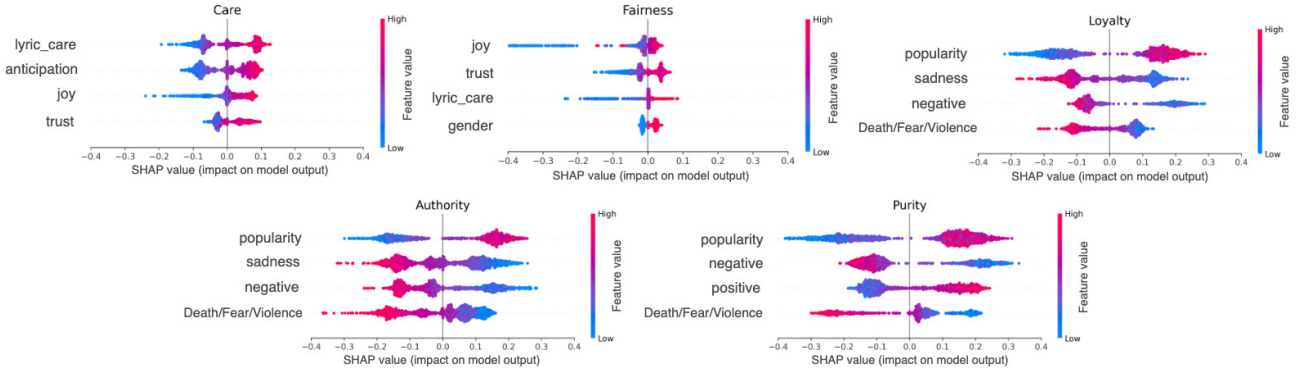 Care
High
lyric_care
anticipation
joy
trust
Feature value
Low
−0.4 −0.3 −0.2 −0.1 0.0 0.1 0.2 0.3 0.4
SHAP value (impact on model output)
Fairness
High
joy
trust
lyric_care
gender
Feature value
Low
−0.4 −0.3 −0.2 −0.1 0.0 0.1 0.2 0.3 0.4
SHAP value (impact on model output)
Loyalty
High
popularity
sadness
negative
Death/Fear/Violence
Feature value
Low
−0.4 −0.3 −0.2 −0.1 0.0 0.1 0.2 0.3 0.4
SHAP value (impact on model output)
Authority
High
popularity
sadness
negative
Death/Fear/Violence
Feature value
Low
−0.4 −0.3 −0.2 −0.1 0.0 0.1 0.2 0.3 0.4
SHAP value (impact on model output)
Purity
High
popularity
negative
positive
Death/Fear/Violence
Feature value
Low
−0.4 −0.3 −0.2 −0.1 0.0 0.1 0.2 0.3 0.4
SHAP value (impact on model output)